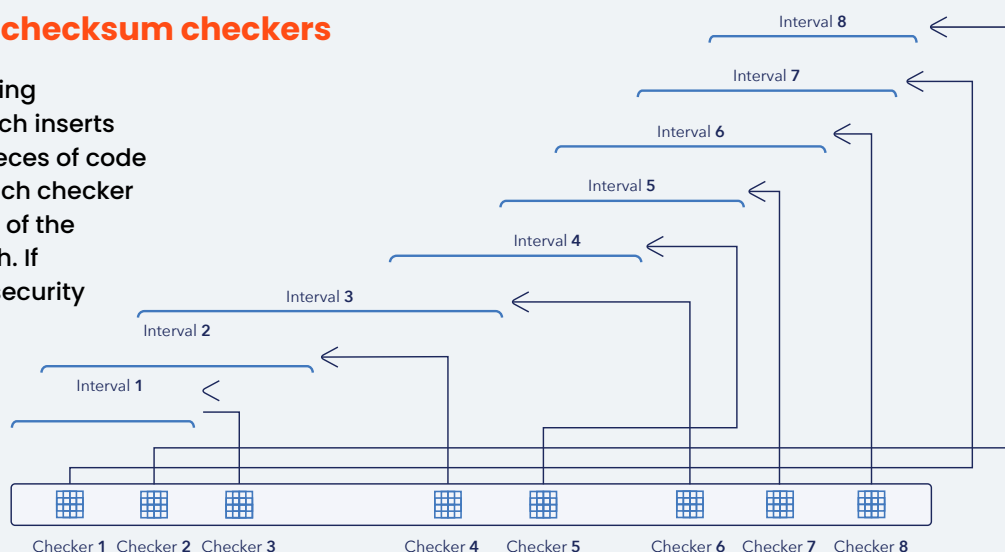 checksum checkers
ing
ch inserts
eces of code
ch checker
of the
h. If
security
Interval 8
Interval 7
Interval 6
Interval 5
Interval 4
Interval 3
Interval 2
Interval 1
Checker 1 Checker 2 Checker 3 Checker 4 Checker 5 Checker 6 Checker 7 Checker 8